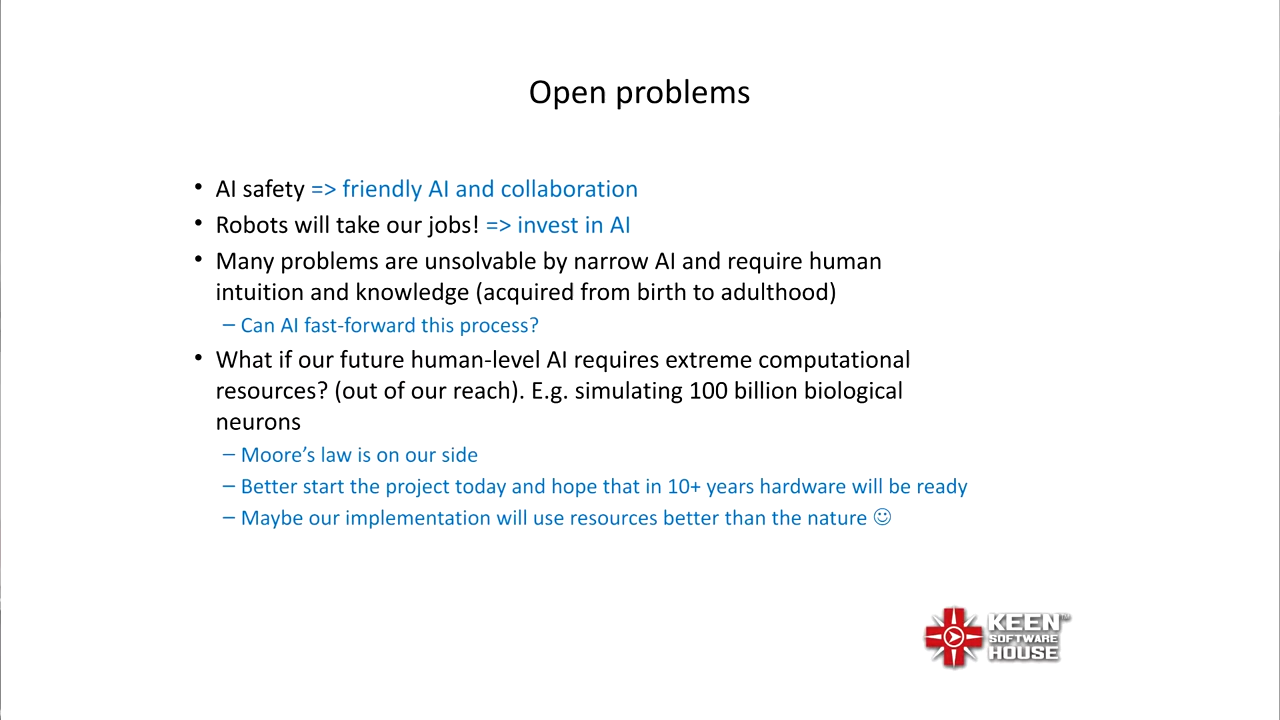 Open problems
• AI safety => friendly AI and collaboration
• Robots will take our jobs! => invest in AI
• Many problems are unsolvable by narrow AI and require human
intuition and knowledge (acquired from birth to adulthood)
– Can AI fast-forward this process?
• What if our future human-level AI requires extreme computational
resources? (out of our reach). E.g. simulating 100 billion biological
neurons
– Moore’s law is on our side
– Better start the project today and hope that in 10+ years hardware will be ready
– Maybe our implementation will use resources better than the nature ☺
KEEN™
SOFTWARE
HOUSE